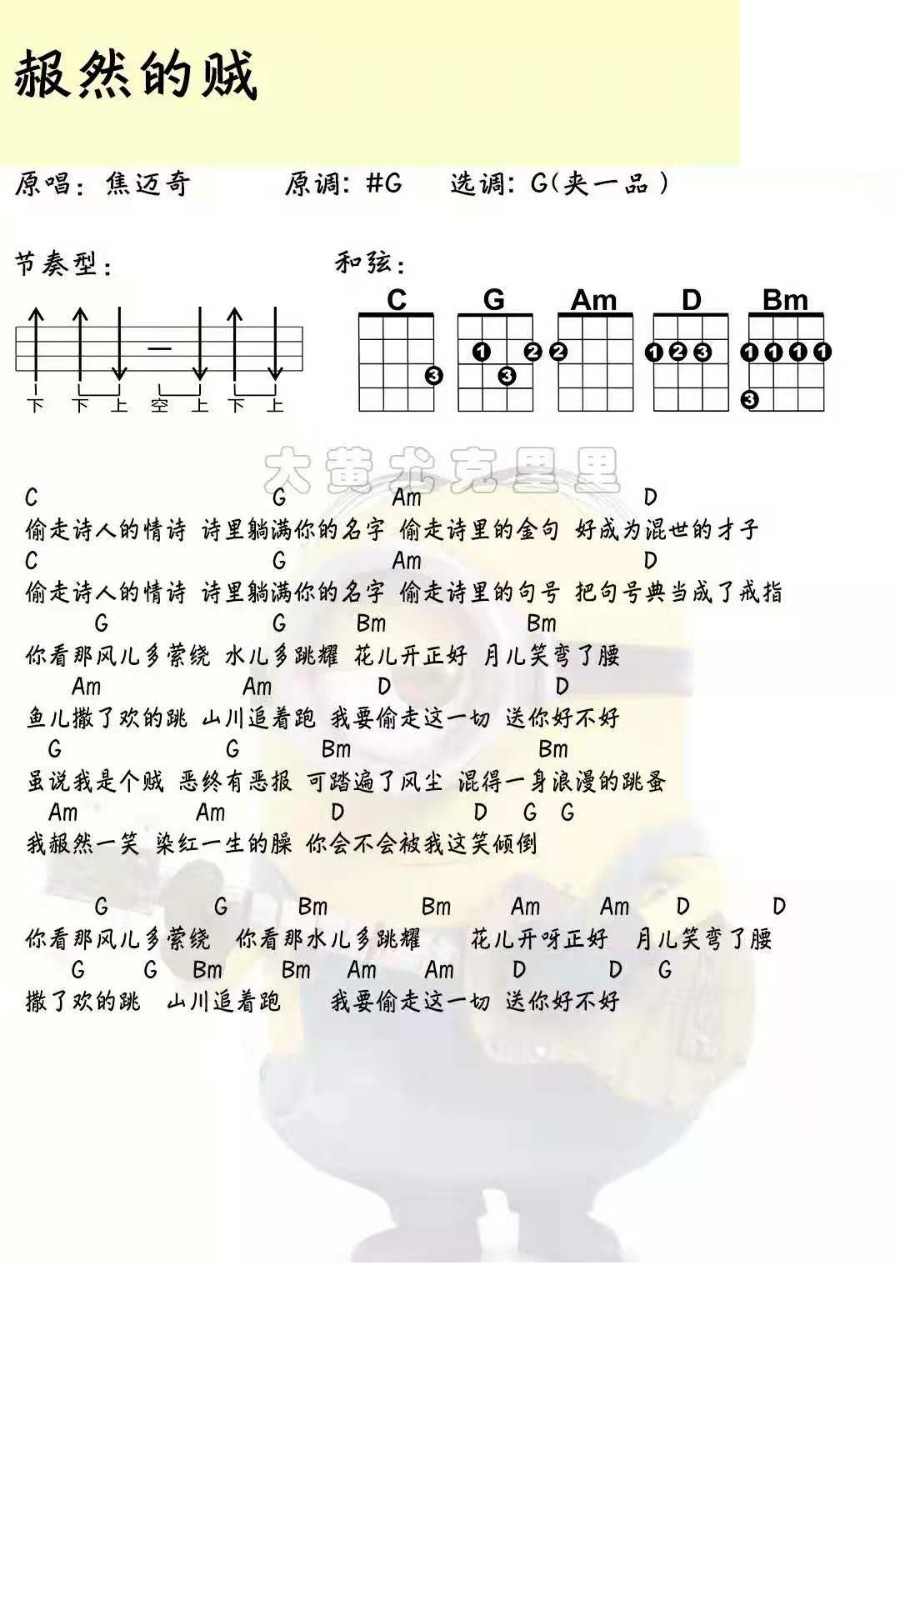 赧然的贼
原唱：焦迈奇 原调：#G 选调：G(夹一品)
节奏型： 和弦：
C G Am D Bm
3 1 2 3 2 1 2 3 1 1 1 1 3
下 下 上 空 上 下 上
大黄尤克里里
C G Am D
偷走诗人的情诗 诗里躺满你的名字 偷走诗里的金句 好成为混世的才子
C G Am D
偷走诗人的情诗 诗里躺满你的名字 偷走诗里的句号 把句号典当成了戒指
G G Bm Bm
你看那风儿多萦绕 水儿多跳耀 花儿开正好 月儿笑弯了腰
Am Am D D
鱼儿撒了欢的跳 山川追着跑 我要偷走这一切 送你好不好
G G Bm Bm
虽说我是个贼 恶终有恶报 可踏遍了风尘 混得一身浪漫的跳蚤
Am Am D D G G
我赧然一笑 染红一生的臊 你会不会被我这笑倾倒
G G Bm Bm Am Am D D
你看那风儿多萦绕 你看那水儿多跳耀 花儿开呀正好 月儿笑弯了腰
G G Bm Bm Am Am D D G
撒了欢的跳 山川追着跑 我要偷走这一切 送你好不好